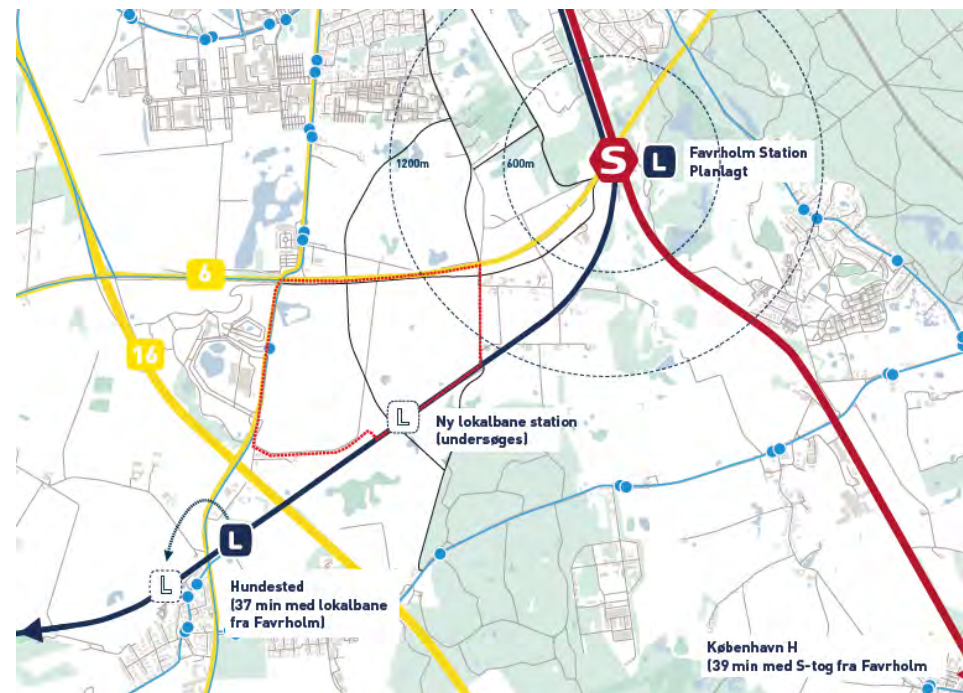 1200m
600m
S
L
Favrholm Station
Planlagt
6
16
L
Ny lokalbane station
(undersøges)
L
L
Hundested
(37 min med lokalbane
fra Favrholm)
København H
(39 min med S-tog fra Favrholm